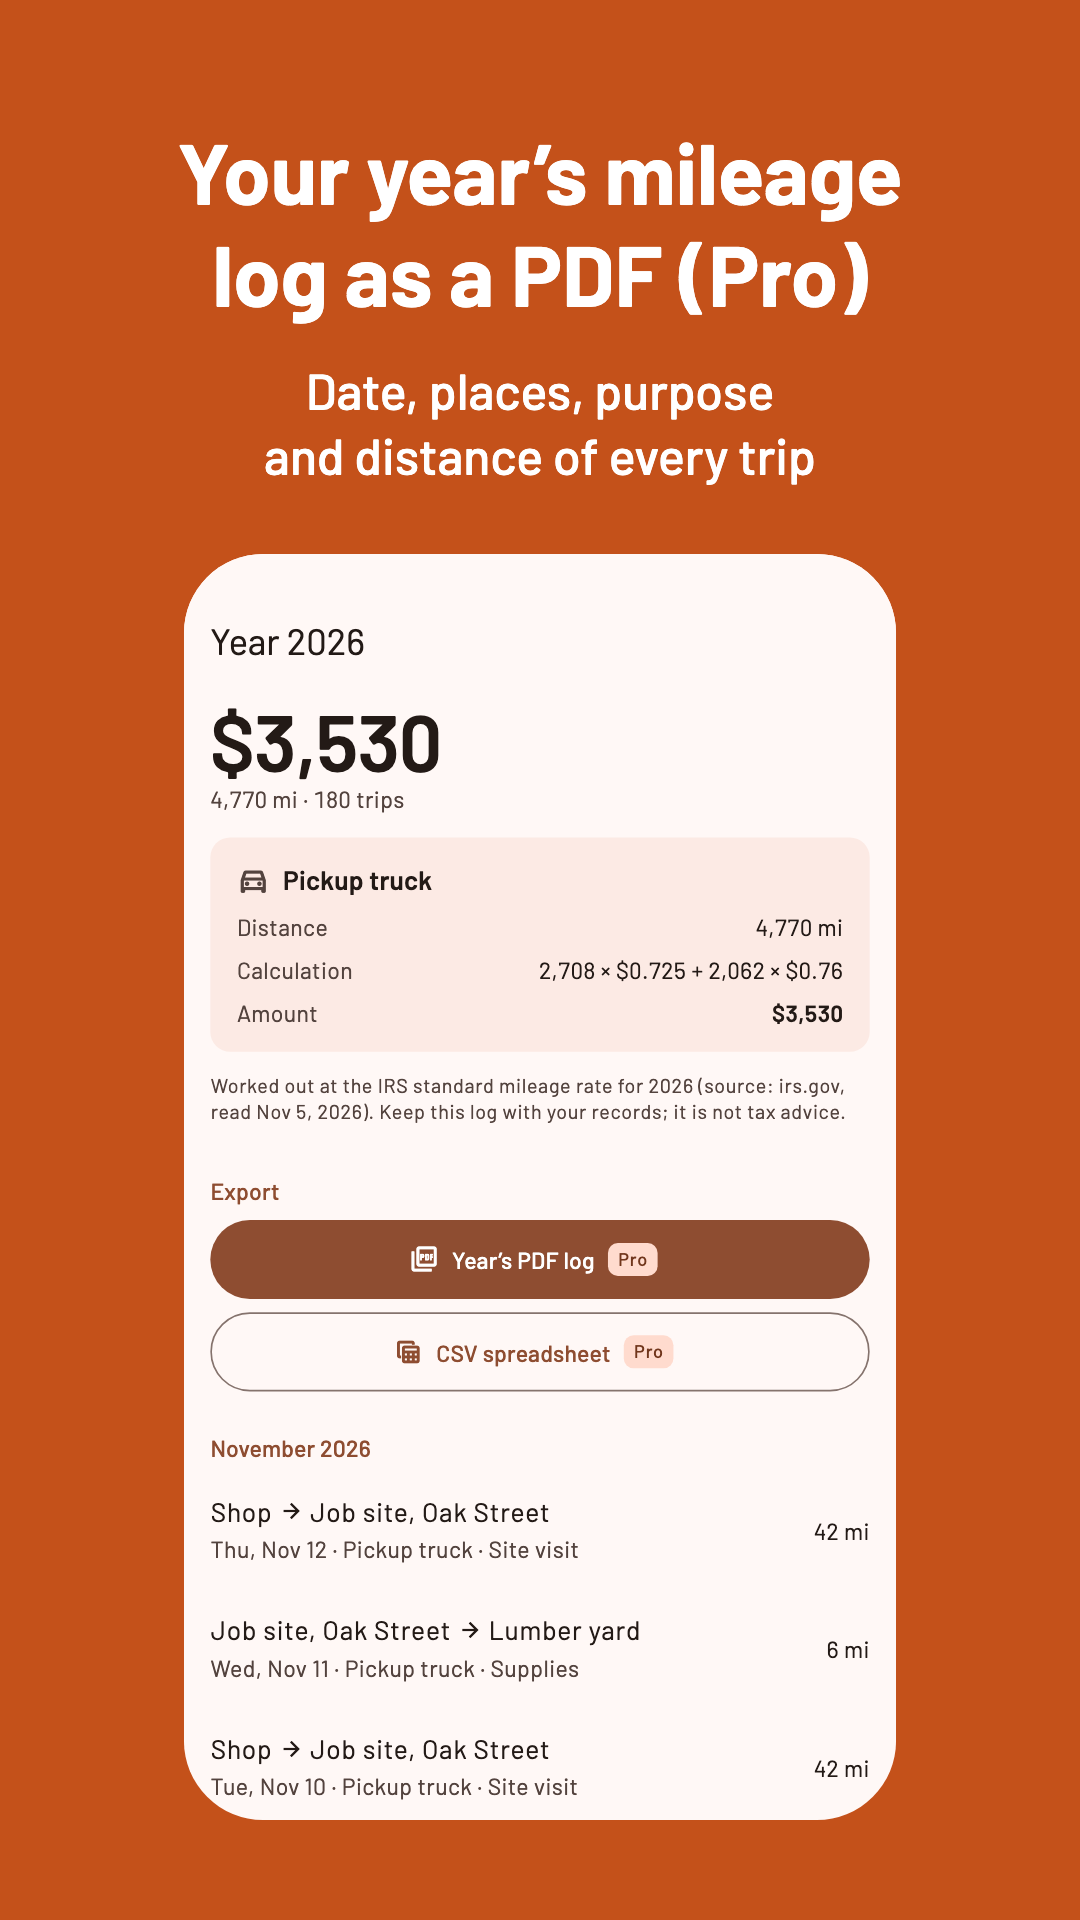 Your year’s mileage
log as a PDF (Pro)
Date, places, purpose
and distance of every trip
Year 2026
$3,530
4,770 mi · 180 trips
Pickup truck
Distance 4,770 mi
Calculation 2,708 × $0.725 + 2,062 × $0.76
Amount $3,530
Worked out at the IRS standard mileage rate for 2026 (source: irs.gov,
read Nov 5, 2026). Keep this log with your records; it is not tax advice.
Export
PDF Year’s PDF log Pro
CSV spreadsheet Pro
November 2026
Shop → Job site, Oak Street
42 mi
Thu, Nov 12 · Pickup truck · Site visit
Job site, Oak Street → Lumber yard
6 mi
Wed, Nov 11 · Pickup truck · Supplies
Shop → Job site, Oak Street
42 mi
Tue, Nov 10 · Pickup truck · Site visit